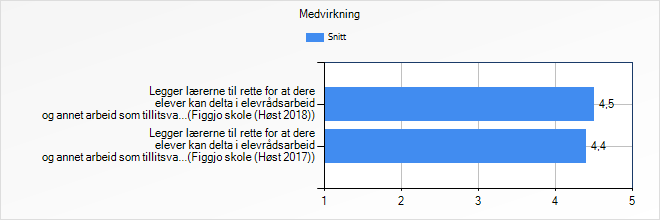 Medvirkning
Snitt
Legger lærerne til rette for at dere
elever kan delta i elevrådsarbeid
og annet arbeid som tillitsva...(Figgjo skole (Høst 2018))
4,5
Legger lærerne til rette for at dere
elever kan delta i elevrådsarbeid
og annet arbeid som tillitsva...(Figgjo skole (Høst 2017))
4,4
1 2 3 4 5